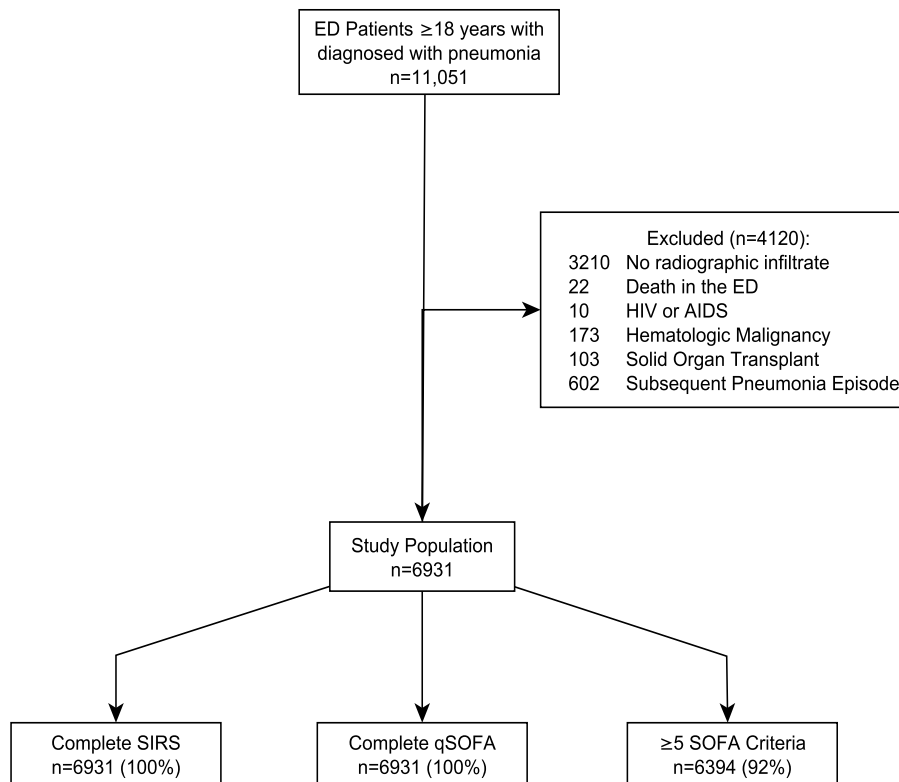 ED Patients ≥18 years with
diagnosed with pneumonia
n=11,051
Excluded (n=4120):
3210 No radiographic infiltrate
22 Death in the ED
10 HIV or AIDS
173 Hematologic Malignancy
103 Solid Organ Transplant
602 Subsequent Pneumonia Episode
Study Population
n=6931
Complete SIRS
n=6931 (100%)
Complete qSOFA
n=6931 (100%)
≥5 SOFA Criteria
n=6394 (92%)